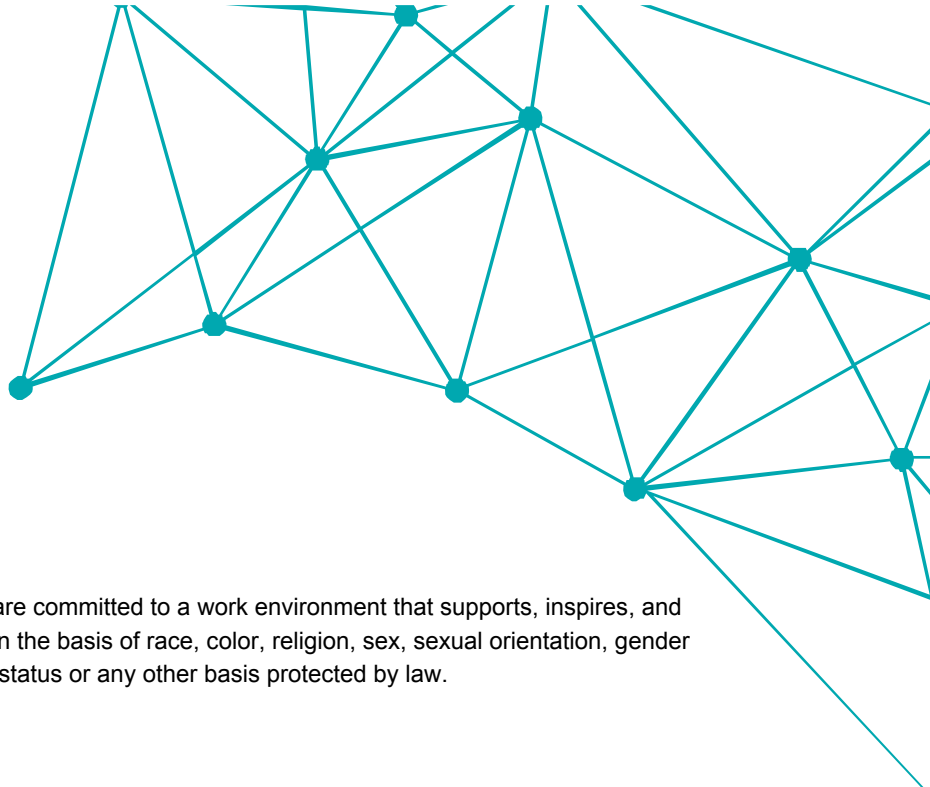 are committed to a work environment that supports, inspires, and
n the basis of race, color, religion, sex, sexual orientation, gender
status or any other basis protected by law.